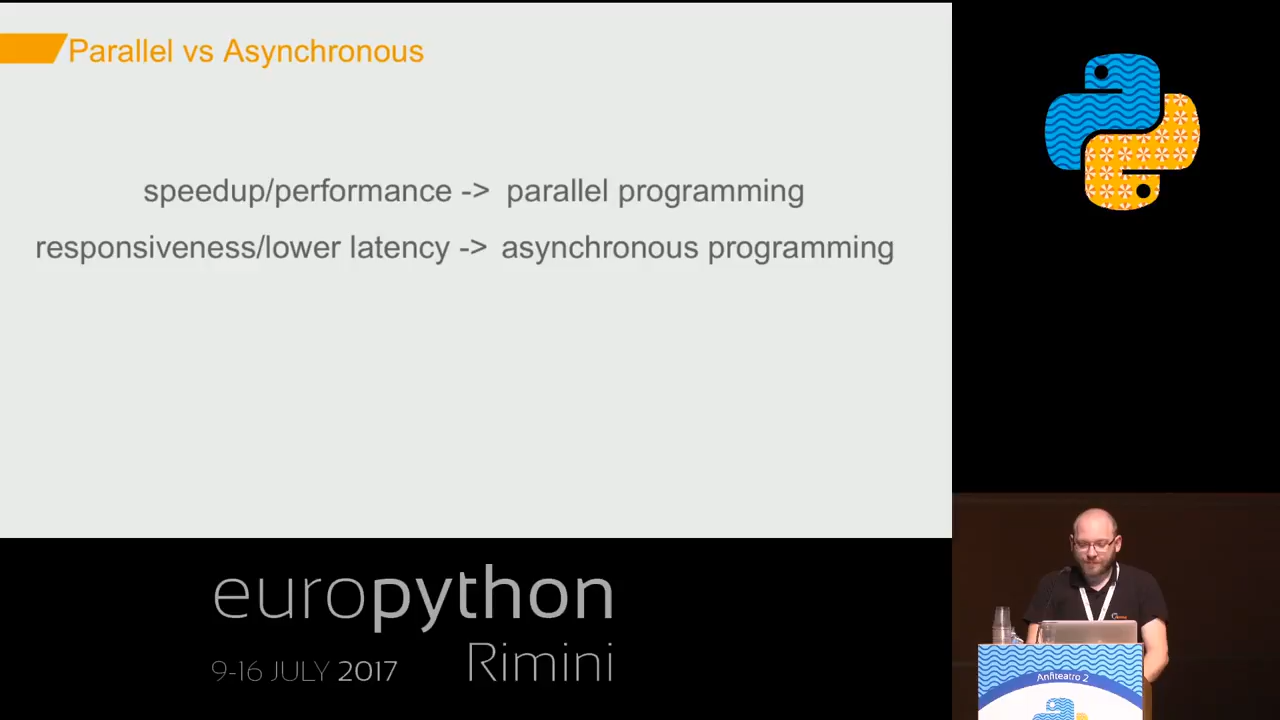 Parallel vs Asynchronous
speedup/performance -> parallel programming
responsiveness/lower latency -> asynchronous programming
europython
9-16 JULY 2017 Rimini
Anfiteatro 2